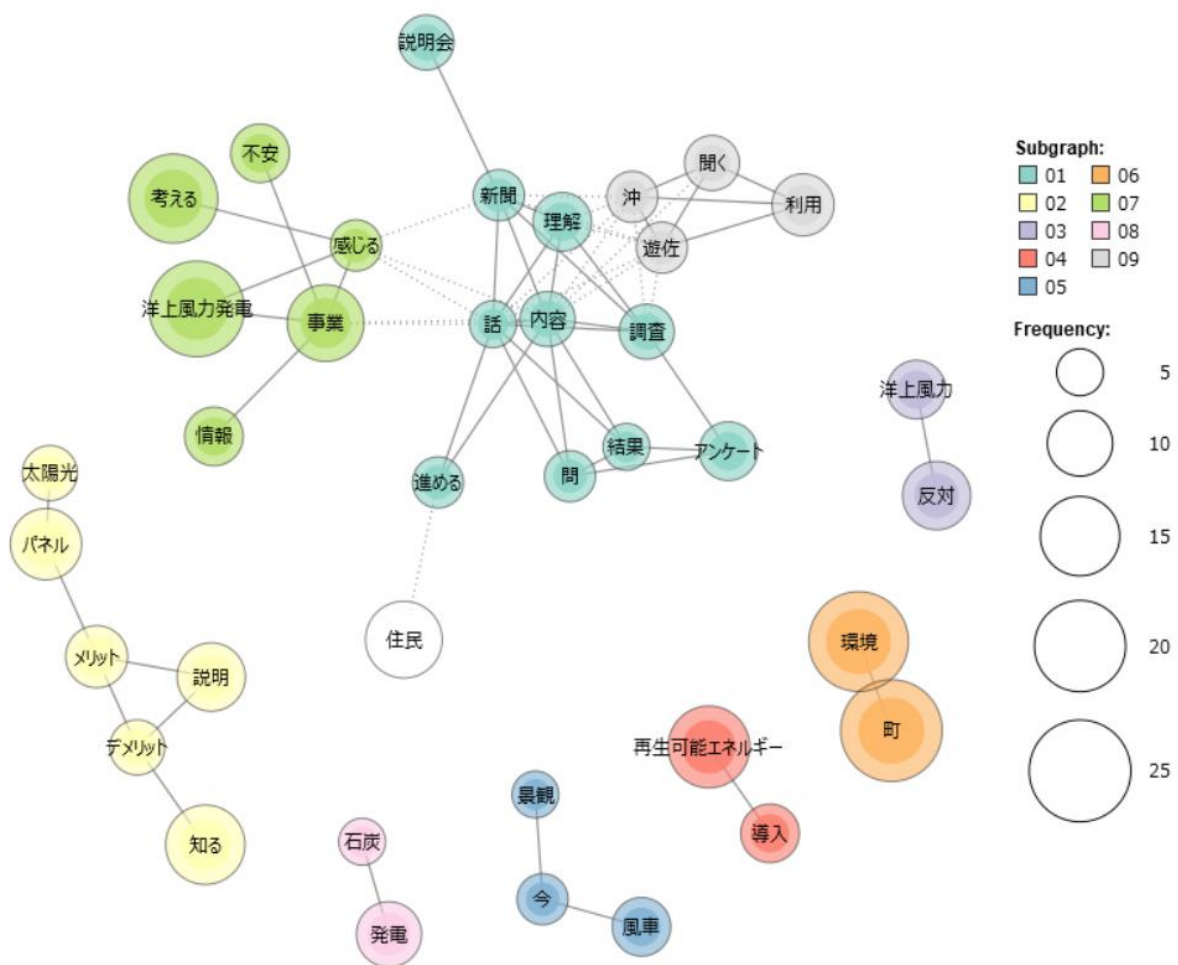 説明会
不安
考える
新聞
理解
沖
聞く
利用
感じる
遊佐
洋上風力発電
事業
話
内容
調査
情報
進める
間
結果
アンケート
洋上風力
反対
太陽光
パネル
メリット
説明
デメリット
知る
住民
環境
町
再生可能エネルギー
導入
石炭
発電
景観
今
風車
Subgraph:
01
06
02
07
03
08
04
09
05
Frequency:
5
10
15
20
25